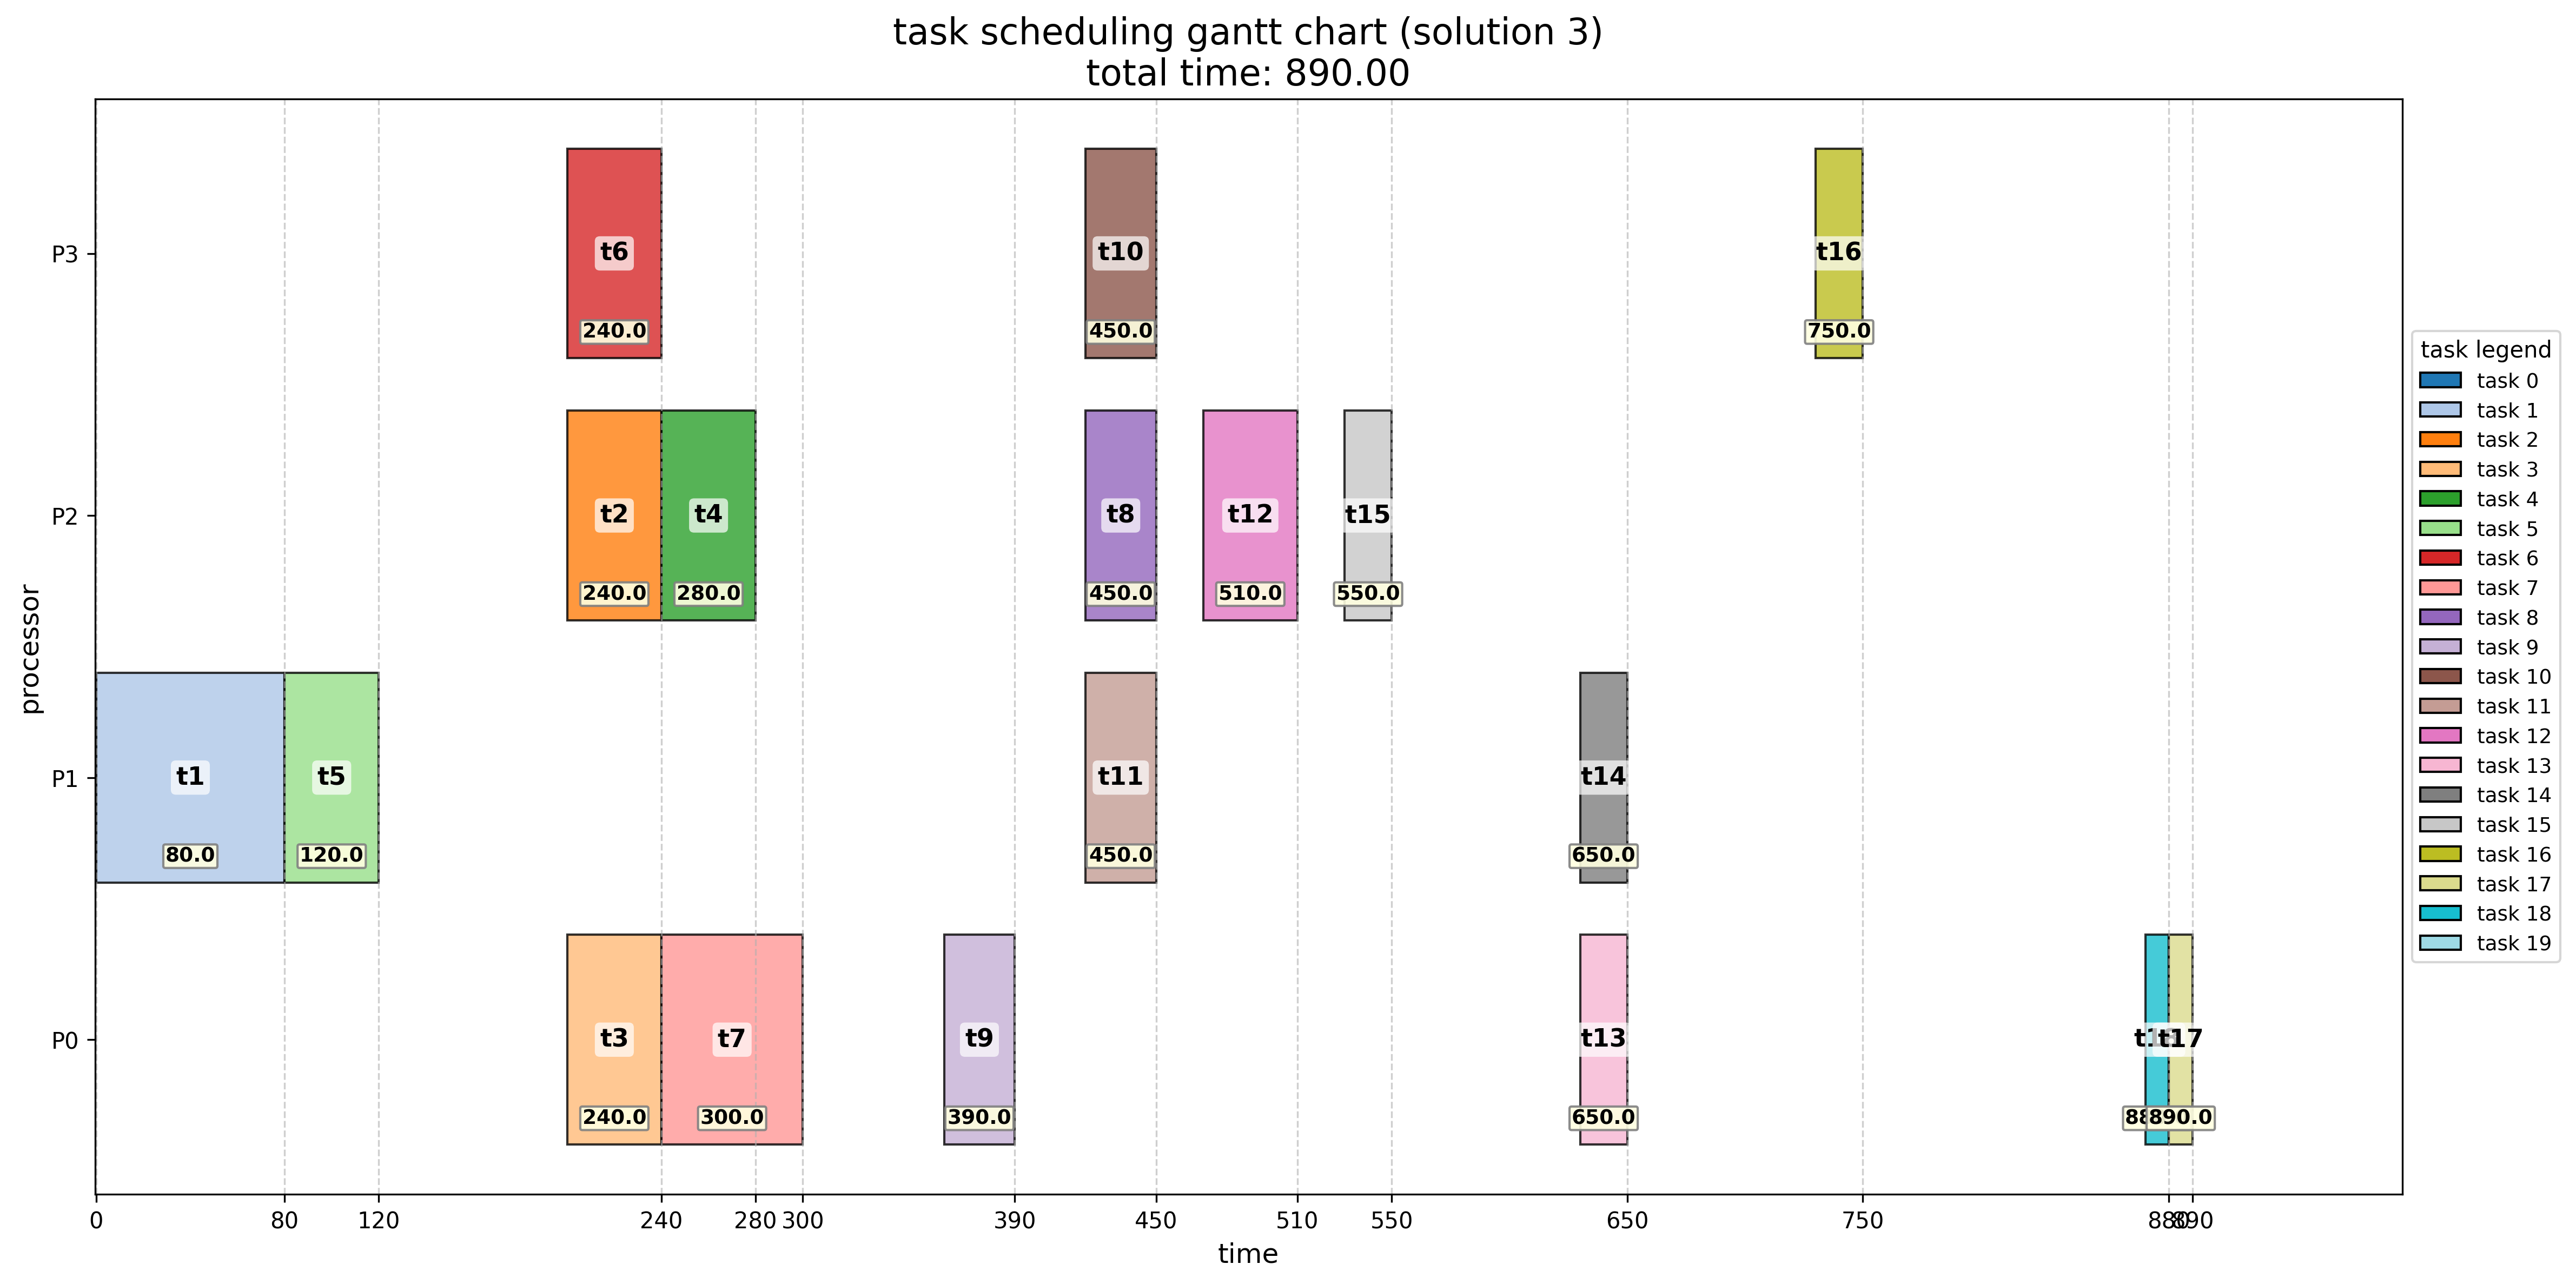 task scheduling gantt chart (solution 3)
total time: 890.00
P3
t6
t10
t16
240.0
450.0
750.0
P2
t2
t4
t8
t12
t15
240.0
280.0
450.0
510.0
550.0
P1
t1
t5
t11
t14
80.0
120.0
450.0
650.0
P0
t3
t7
t9
t13
t17
240.0
300.0
390.0
650.0
890.0
processor
0 80 120 240 280 300 390 450 510 550 650 750 880 890
time
task legend
task 0
task 1
task 2
task 3
task 4
task 5
task 6
task 7
task 8
task 9
task 10
task 11
task 12
task 13
task 14
task 15
task 16
task 17
task 18
task 19